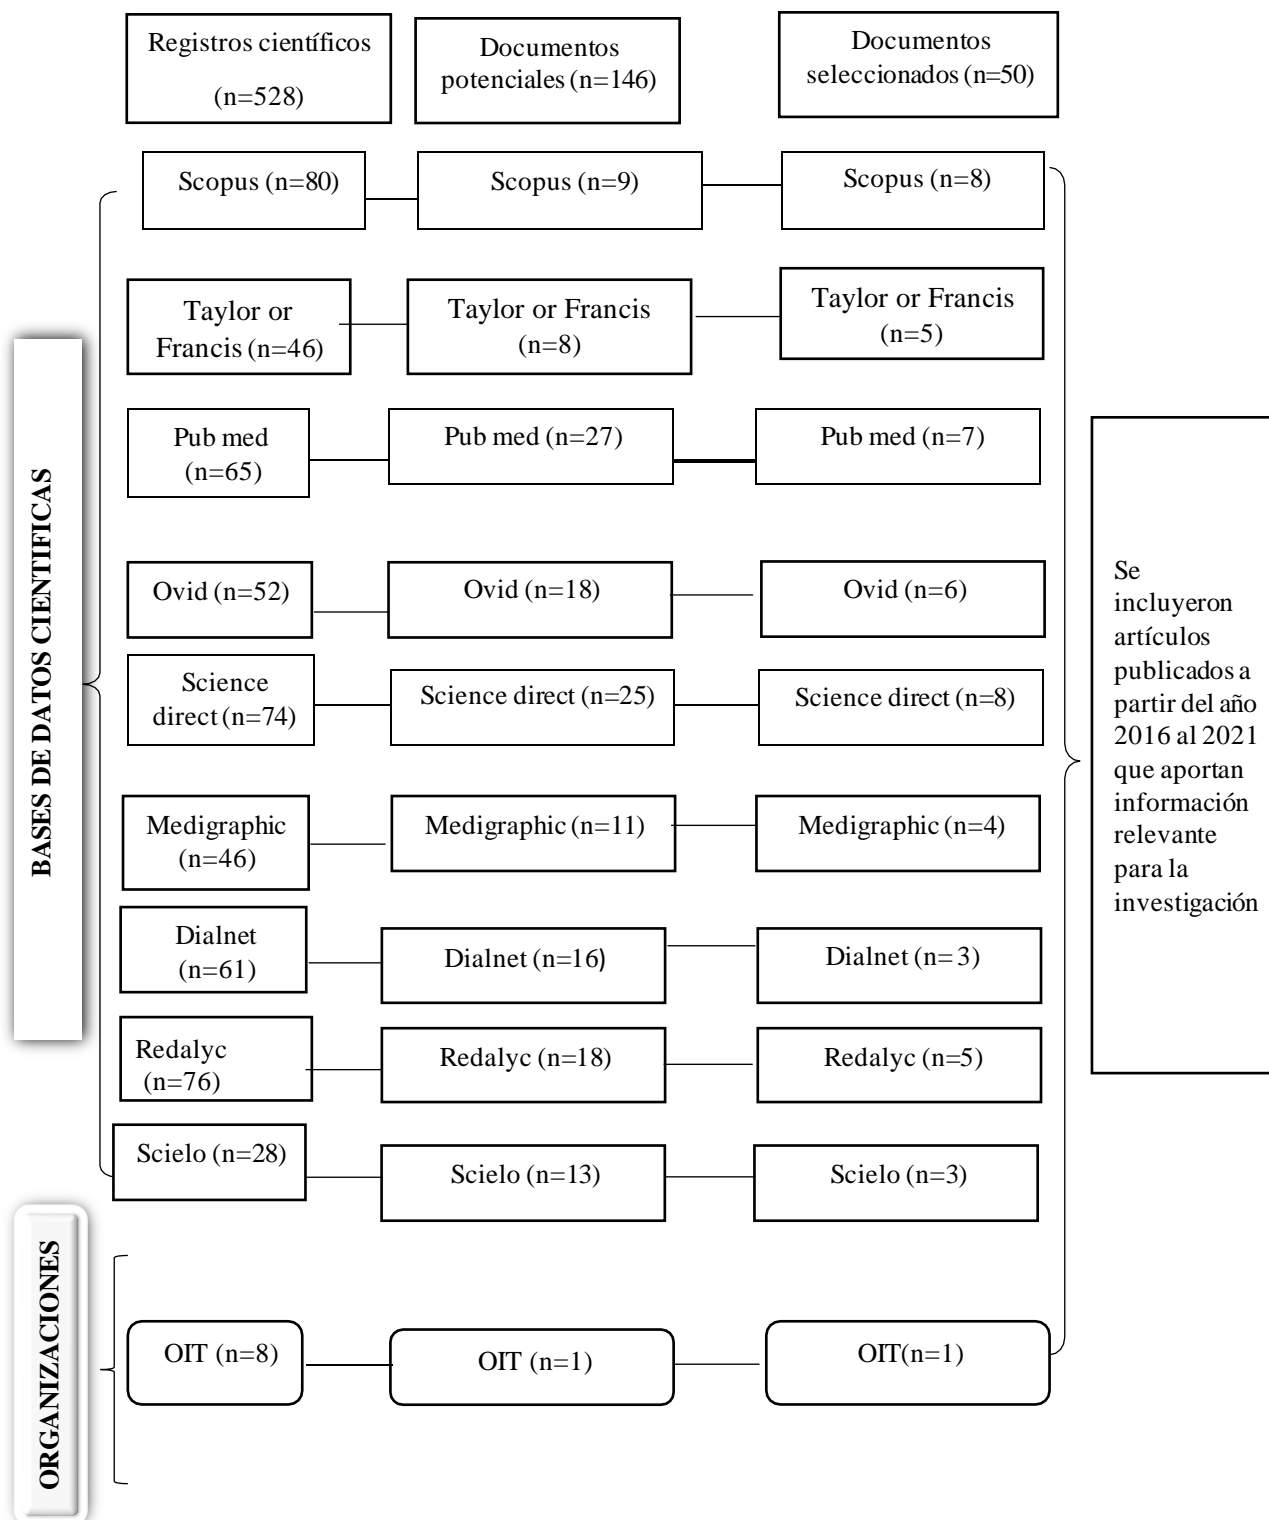 Registros científicos
(n=528)
Documentos
potenciales (n=146)
Documentos
seleccionados (n=50)
Scopus (n=80)
Scopus (n=9)
Scopus (n=8)
Taylor or
Francis (n=46)
Taylor or Francis
(n=8)
Taylor or Francis
(n=5)
Pub med
(n=65)
Pub med (n=27)
Pub med (n=7)
Ovid (n=52)
Ovid (n=18)
Ovid (n=6)
Science
direct (n=74)
Science direct (n=25)
Science direct (n=8)
Medigraphic
(n=46)
Medigraphic (n=11)
Medigraphic (n=4)
Dialnet
(n=61)
Dialnet (n=16)
Dialnet (n= 3)
Redalyc
(n=76)
Redalyc (n=18)
Redalyc (n=5)
Scielo (n=28)
Scielo (n=13)
Scielo (n=3)
OIT (n=8)
OIT (n=1)
OIT(n=1)
BASES DE DATOS CIENTIFICAS
ORGANIZACIONES
Se
incluyeron
artículos
publicados a
partir del año
2016 al 2021
que aportan
información
relevante
para la
investigación